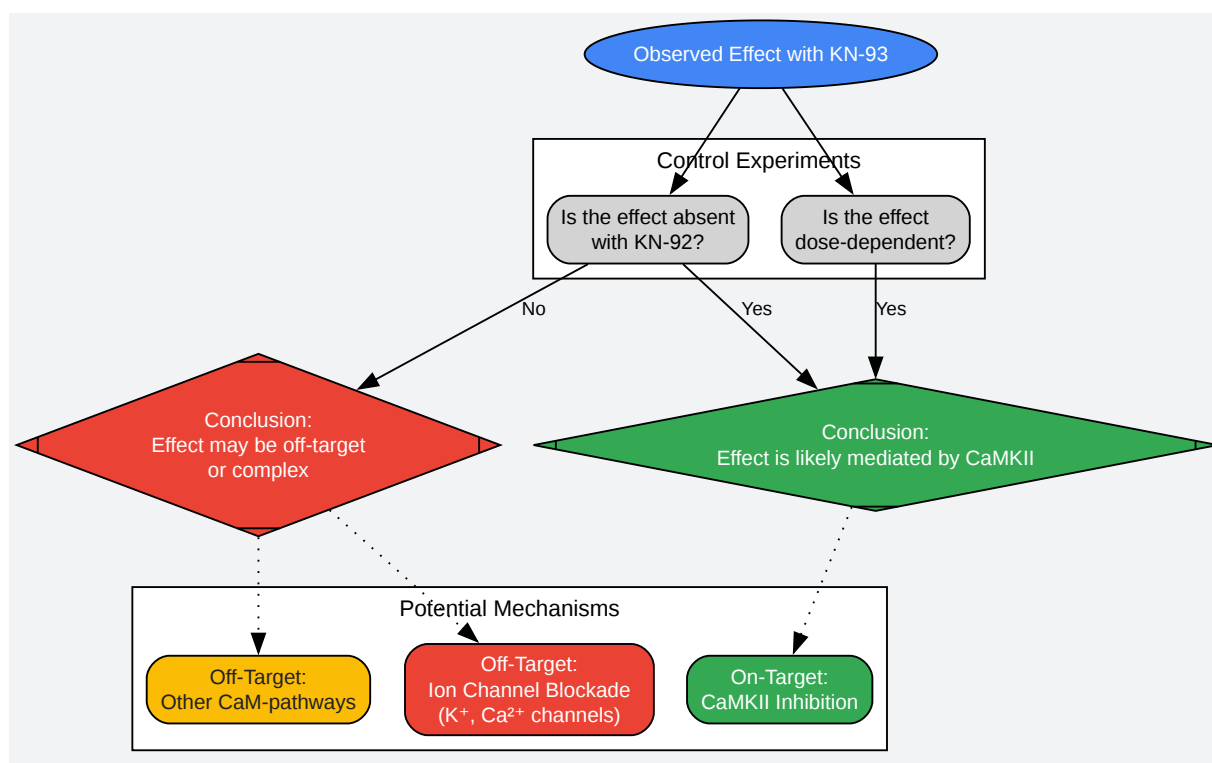 Observed Effect with KN-93
Control Experiments
Is the effect absent
with KN-92?
Is the effect
dose-dependent?
No
Yes
Yes
Conclusion:
Effect may be off-target
or complex
Conclusion:
Effect is likely mediated by CaMKII
Potential Mechanisms
Off-Target:
Other CaM-pathways
Off-Target:
Ion Channel Blockade
(K⁺, Ca²⁺ channels)
On-Target:
CaMKII Inhibition